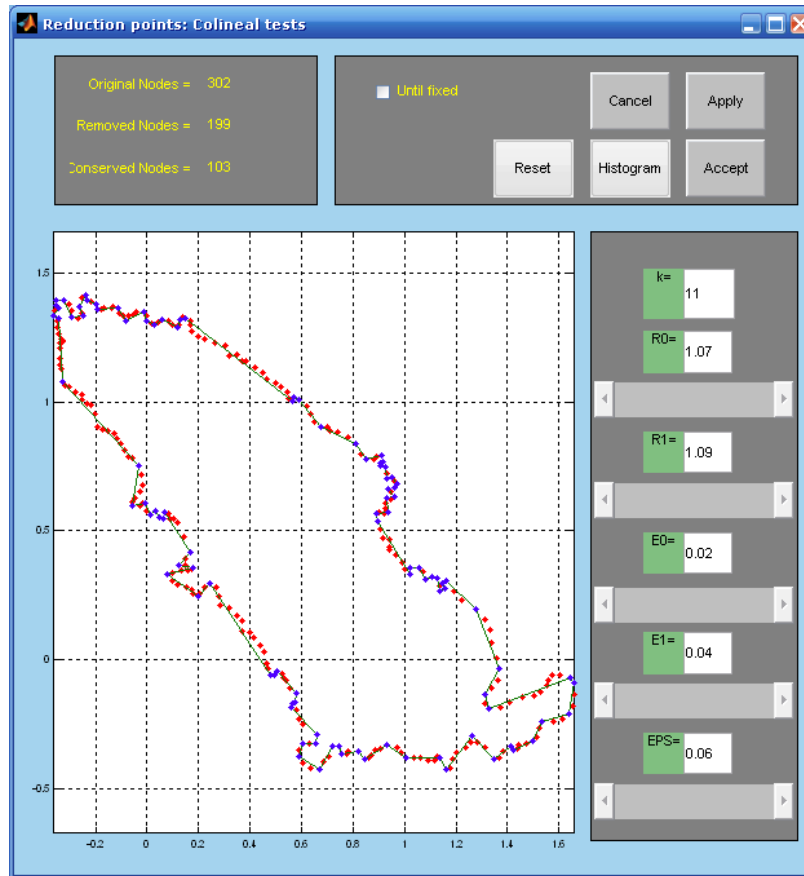 Reduction points: Colineal tests
Original Nodes = 302
Removed Nodes = 199
Conserved Nodes = 103
Until fixed
Cancel
Apply
Reset
Histogram
Accept
k=
11
R0=
1.07
R1=
1.09
E0=
0.02
E1=
0.04
EPS=
0.06
1.5
1
0.5
0
-0.5
-0.2 0 0.2 0.4 0.6 0.8 1 1.2 1.4 1.6